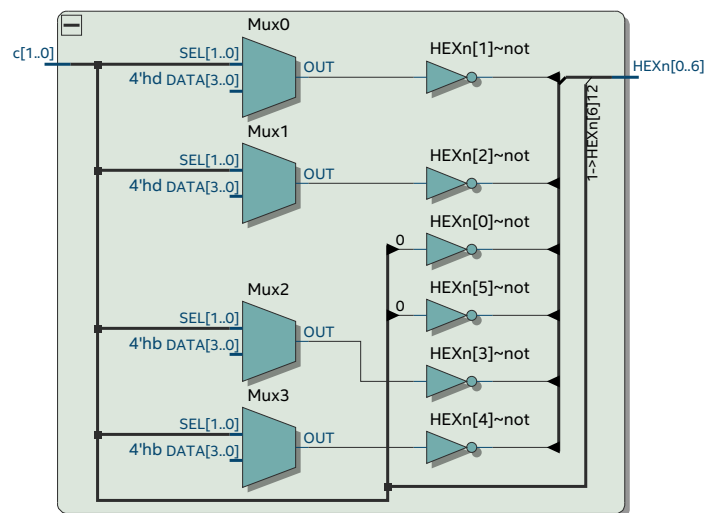 Mux0
c[1..0]
SEL[1..0]
4'hd DATA[3..0]
OUT
HEXn[1]~not
HEXn[0..6]
1->HEXn[6]12
Mux1
SEL[1..0]
4'hd DATA[3..0]
OUT
HEXn[2]~not
0
HEXn[0]~not
0
HEXn[5]~not
Mux2
SEL[1..0]
4'hb DATA[3..0]
OUT
HEXn[3]~not
Mux3
SEL[1..0]
4'hb DATA[3..0]
OUT
HEXn[4]~not